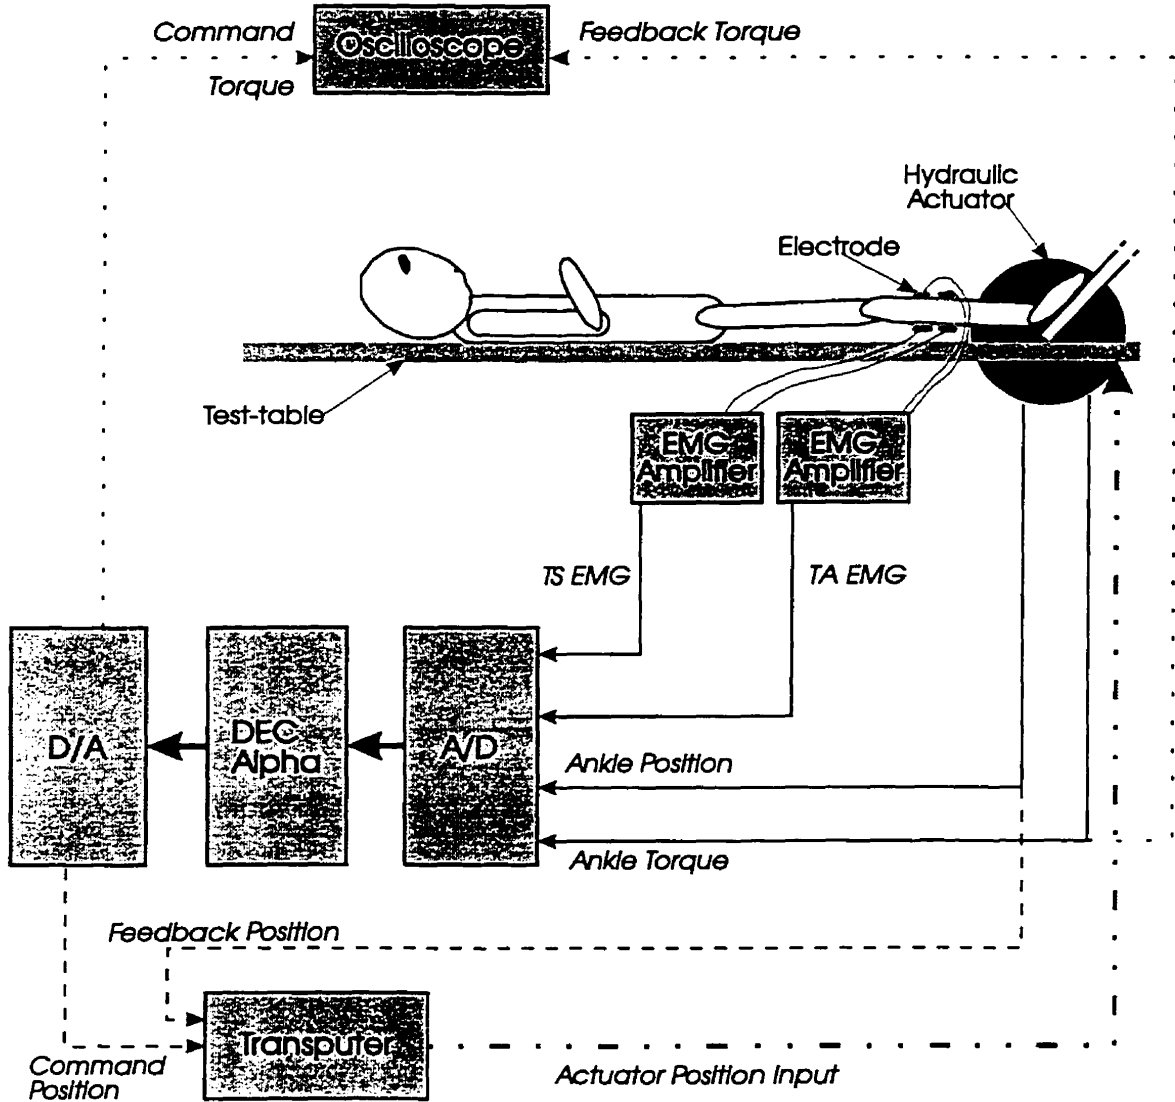 Command
Torque
Oscilloscope
Feedback Torque
Hydraulic
Actuator
Electrode
Test-table
EMG
Amplifier
EMG
Amplifier
TS EMG
TA EMG
D/A
DEC
Alpha
A/D
Ankle Position
Ankle Torque
Feedback Position
Transputer
Command
Position
Actuator Position Input